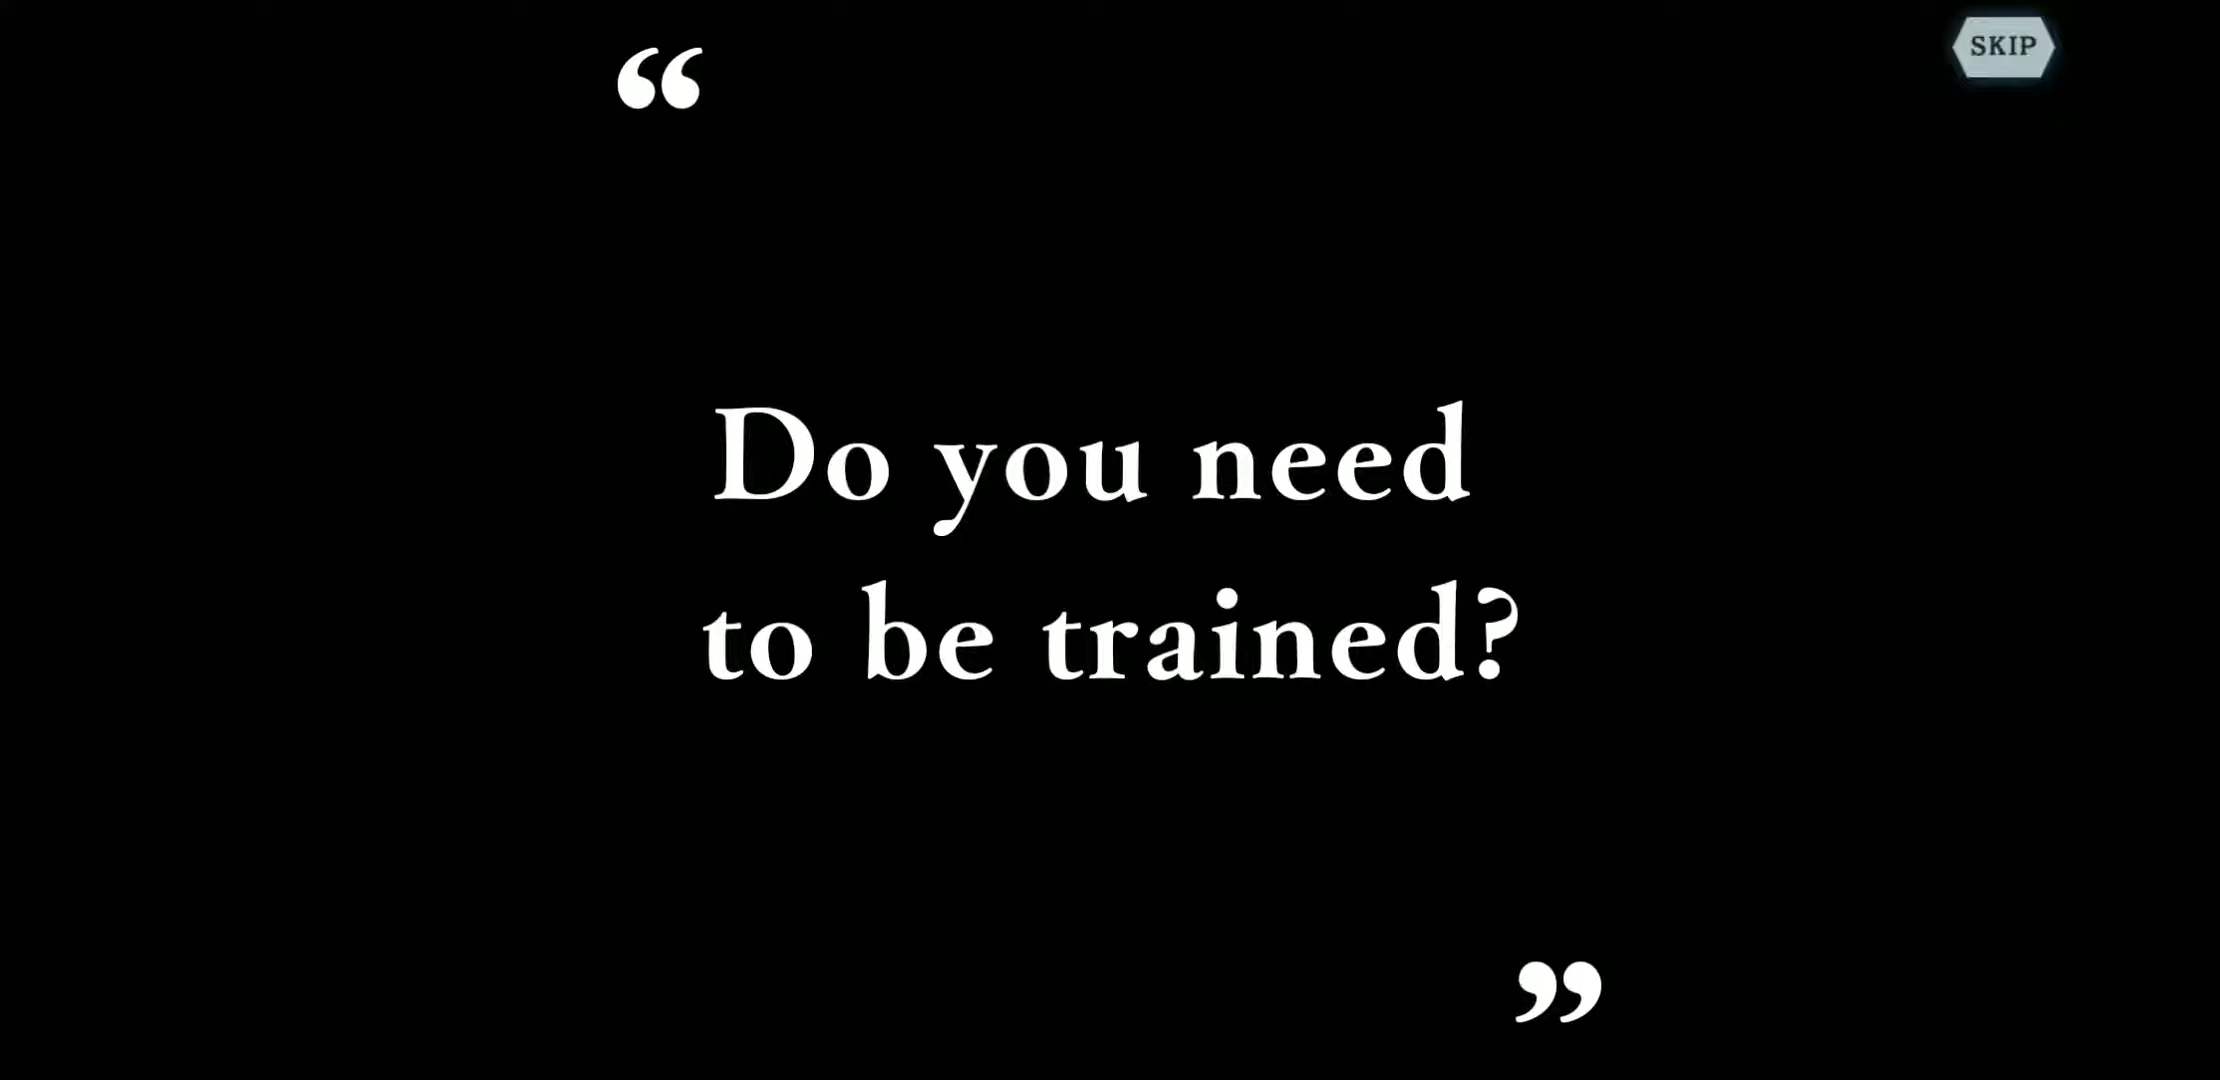 SKIP
“
Do you need
to be trained?
”